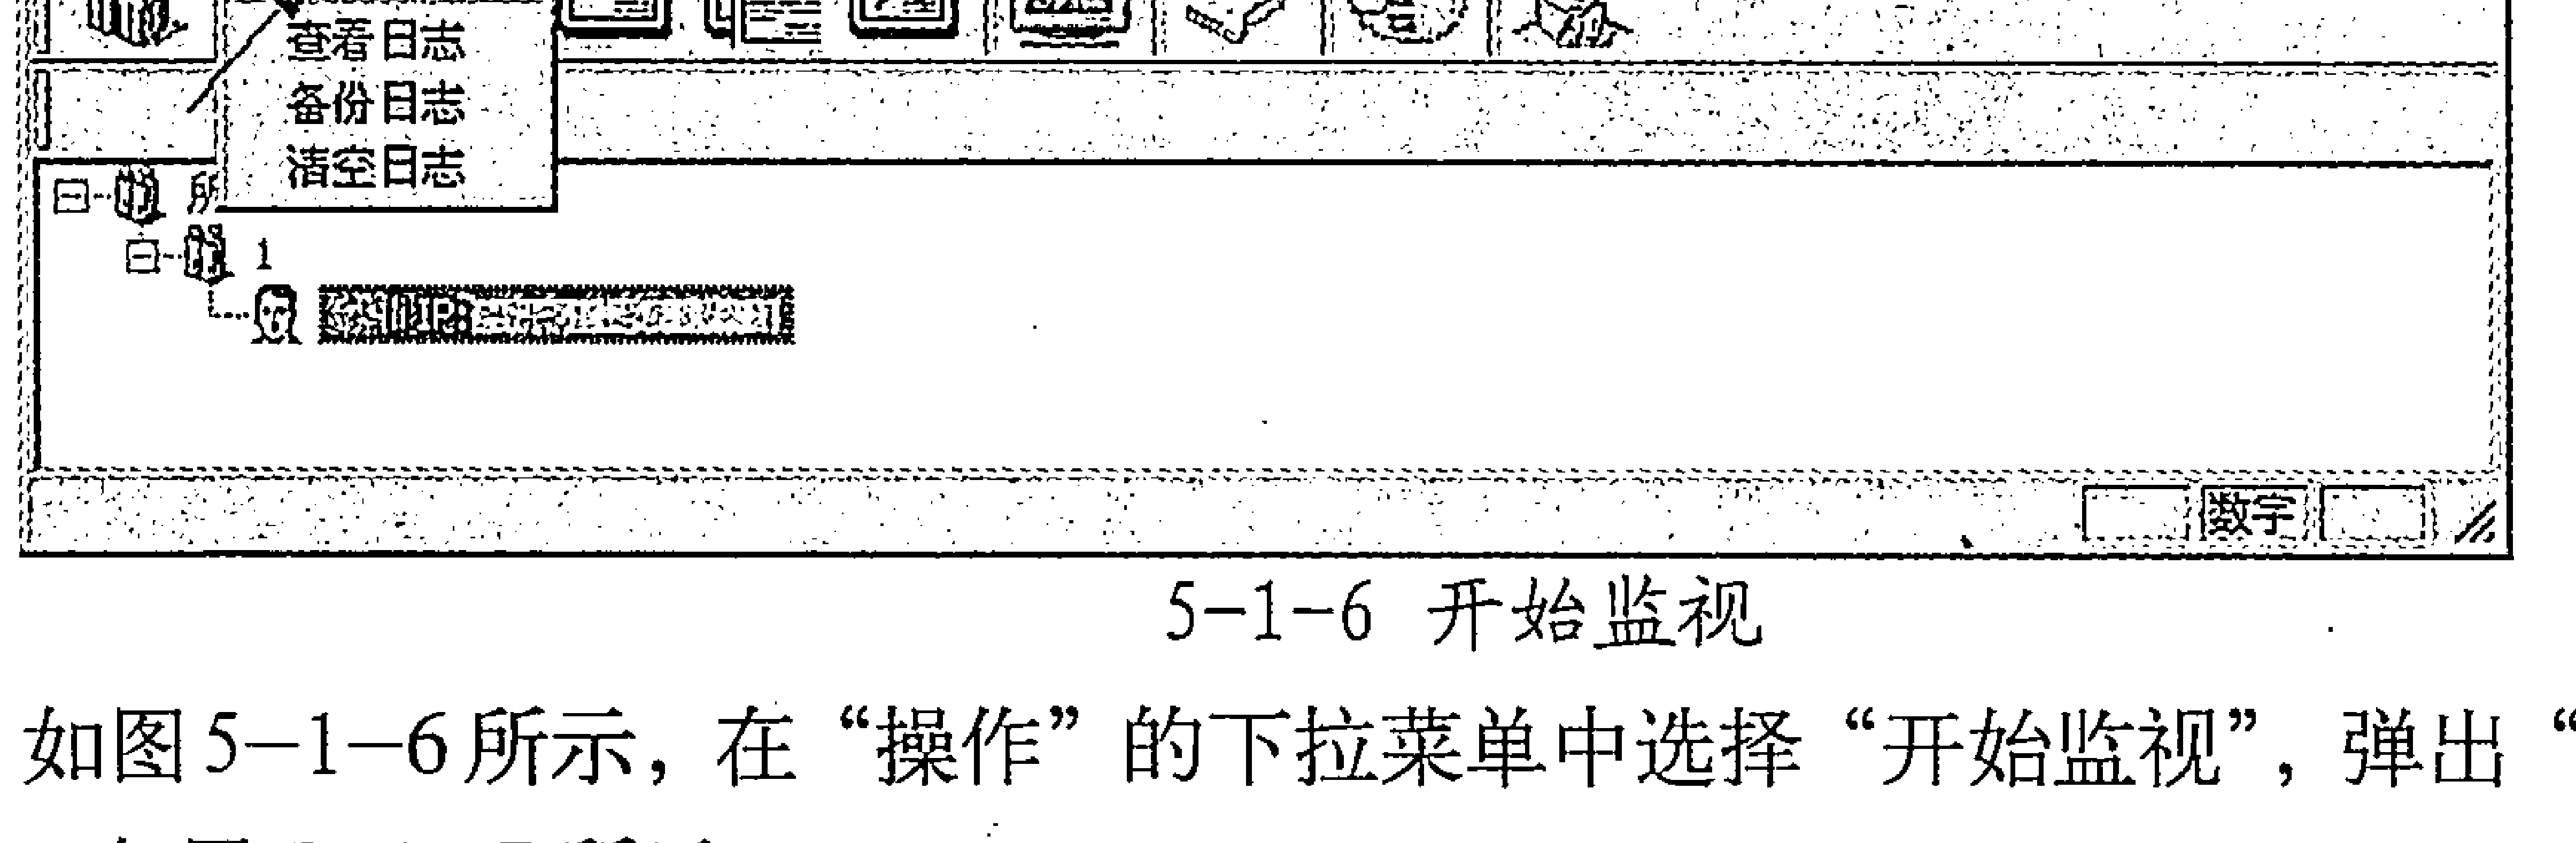 查看日志
备份日志
清空日志
所
1
数字
5-1-6 开始监视
如图5-1-6所示，在“操作”的下拉菜单中选择“开始监视”，弹出“